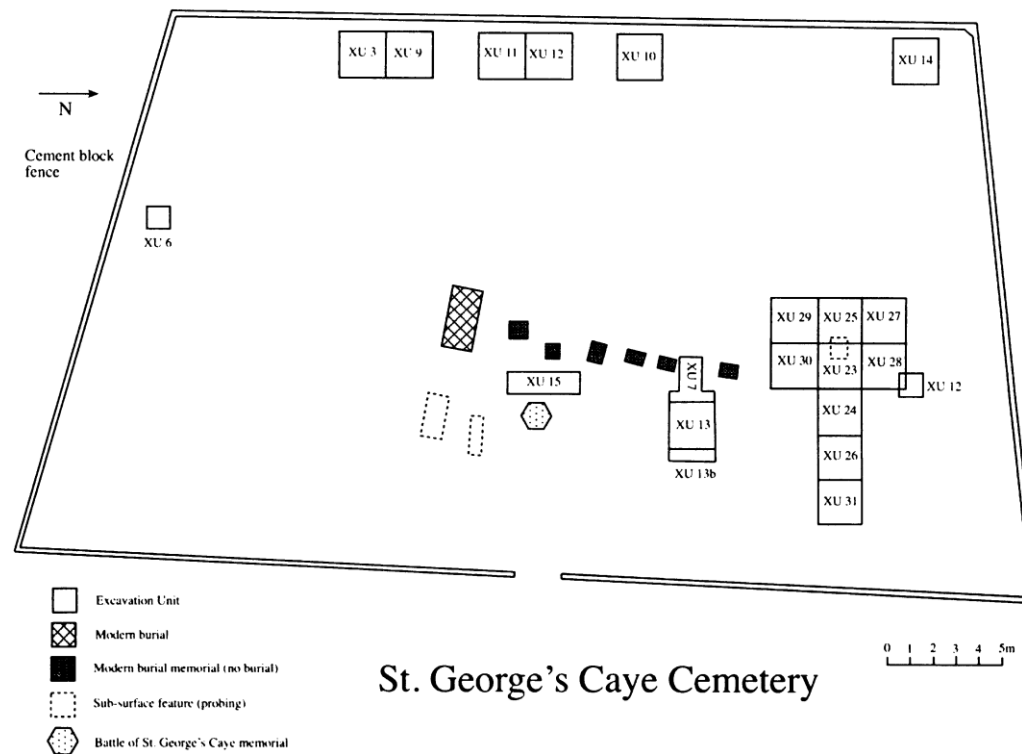 XU 3 XU 9 XU 11 XU 12 XU 10 XU 14
N
Cement block
fence
XU 6
XU 29 XU 25 XU 27
XU 30 XU 23 XU 28
XU 12
XU 7
XU 15
XU 24
XU 13
XU 26
XU 13b
XU 31
Excavation Unit
Modern burial
Modern burial memorial (no burial)
Sub-surface feature (probing)
Battle of St. George's Caye memorial
0 1 2 3 4 5m
St. George's Caye Cemetery